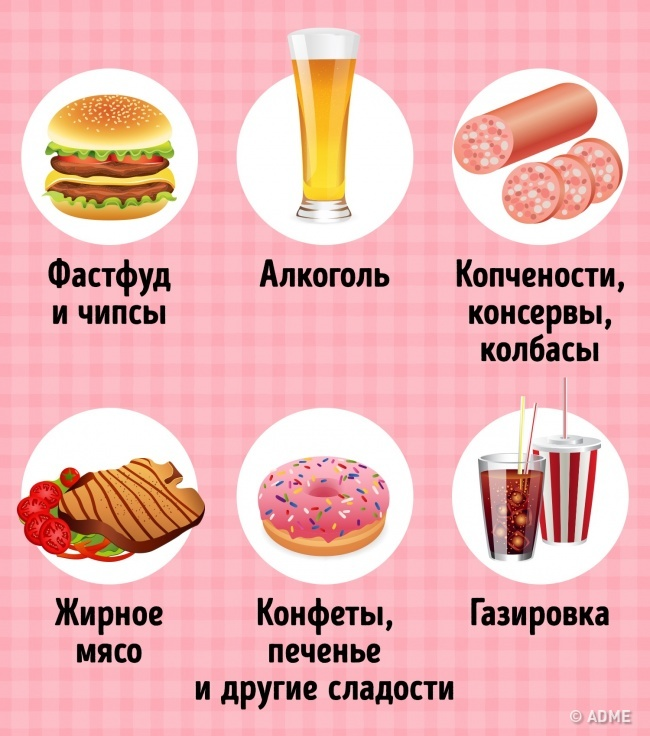 Фастфуд
и чипсы
Алкоголь
Копчености,
консервы,
колбасы
Жирное
мясо
Конфеты,
печенье
и другие сладости
Газировка
© ADME